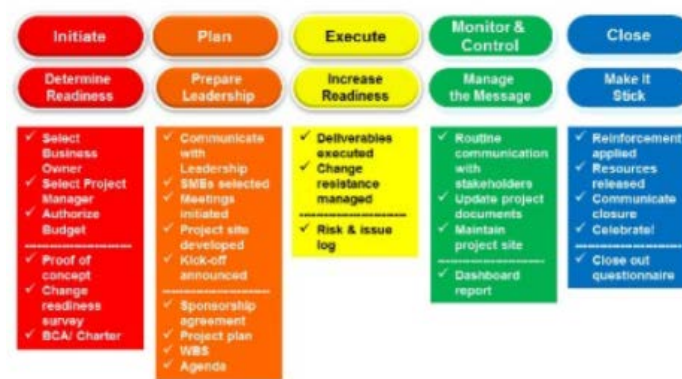 Initiate
Determine
Readiness
✓ Select
Business
Owner
✓ Select Project
Manager
✓ Authorize
Budget
----------------------------
✓ Proof of
concept
✓ Change
readiness
survey
✓ BCA/ Charter
Plan
Prepare
Leadership
✓ Communicate
with
Leadership
✓ SMEs selected
✓ Meetings
initiated
✓ Project site
developed
✓ Kick-off
announced
----------------------------
✓ Sponsorship
agreement
✓ Project plan
✓ WBS
✓ Agenda
Execute
Increase
Readiness
✓ Deliverables
executed
✓ Change
resistance
managed
----------------------------
✓ Risk & issue
log
Monitor &
Control
Manage
the Message
✓ Routine
communication
with
stakeholders
✓ Update project
documents
✓ Maintain
project site
----------------------------
✓ Dashboard
report
Close
Make It
Stick
✓ Reinforcement
applied
✓ Resources
released
✓ Communicate
closure
✓ Celebrate!
----------------------------
✓ Close out
questionnaire